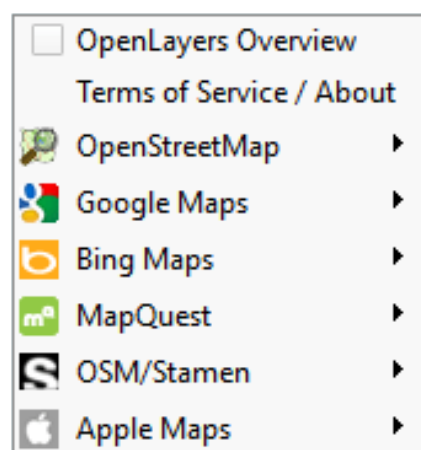 OpenLayers Overview
Terms of Service / About
OpenStreetMap
Google Maps
Bing Maps
MapQuest
OSM/Stamen
Apple Maps